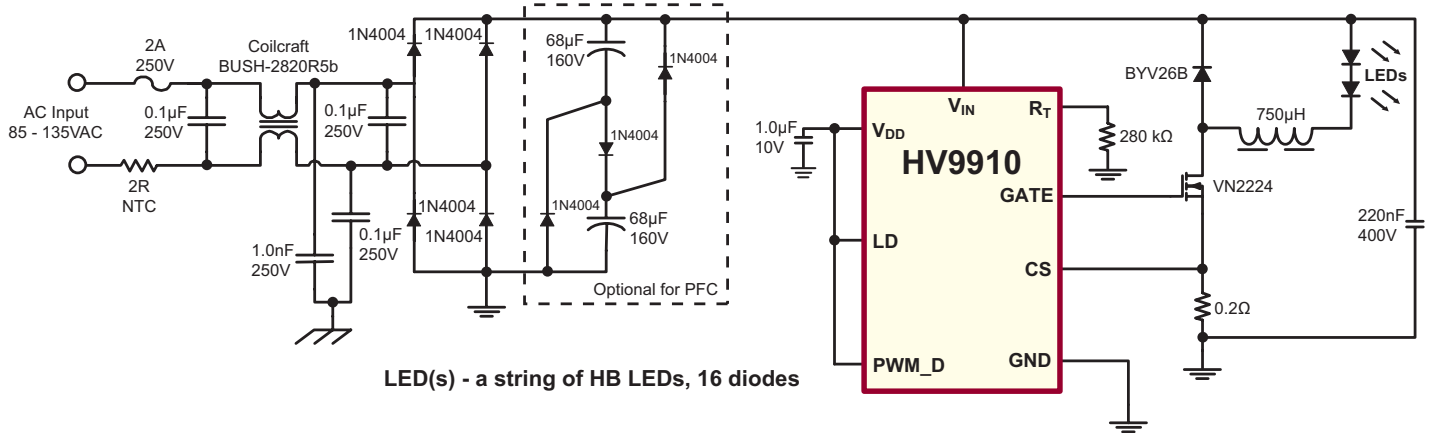 2A
250V
Coilcraft
BUSH-2820R5b
AC Input
85 - 135VAC
0.1µF
250V
0.1µF
250V
2R
NTC
1.0nF
250V
0.1µF
250V
1N4004
1N4004
1N4004
1N4004
68µF
160V
1N4004
1N4004
1N4004
68µF
160V
Optional for PFC
LED(s) - a string of HB LEDs, 16 diodes
1.0µF
10V
VIN
VDD
RT
HV9910
GATE
LD
CS
PWM_D
GND
280 kΩ
BYV26B
LEDs
750µH
VN2224
220nF
400V
0.2Ω